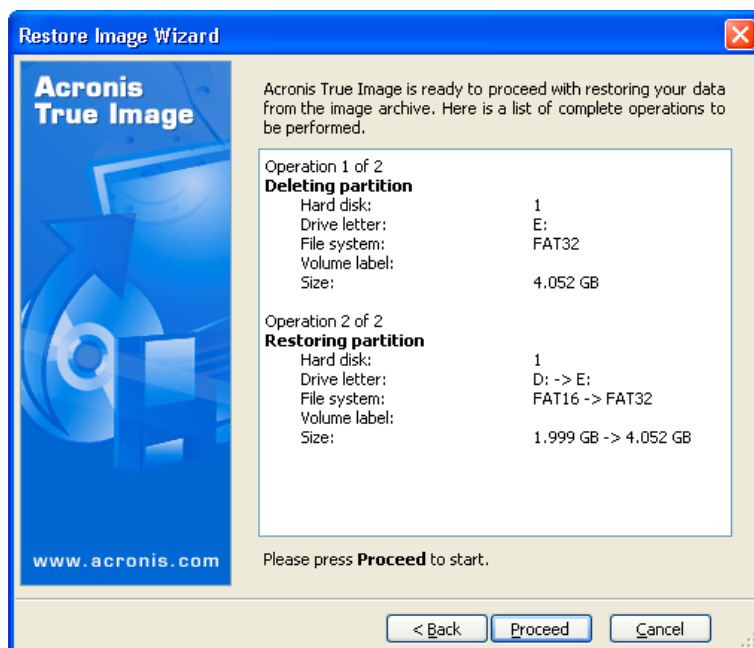 Restore Image Wizard
Acronis
True Image
Acronis True Image is ready to proceed with restoring your data
from the image archive. Here is a list of complete operations to
be performed.
Operation 1 of 2
Deleting partition
Hard disk: 1
Drive letter: E:
File system: FAT32
Volume label:
Size: 4.052 GB
Operation 2 of 2
Restoring partition
Hard disk: 1
Drive letter: D: -> E:
File system: FAT16 -> FAT32
Volume label:
Size: 1.999 GB -> 4.052 GB
www.acronis.com
Please press Proceed to start.
< Back Proceed Cancel